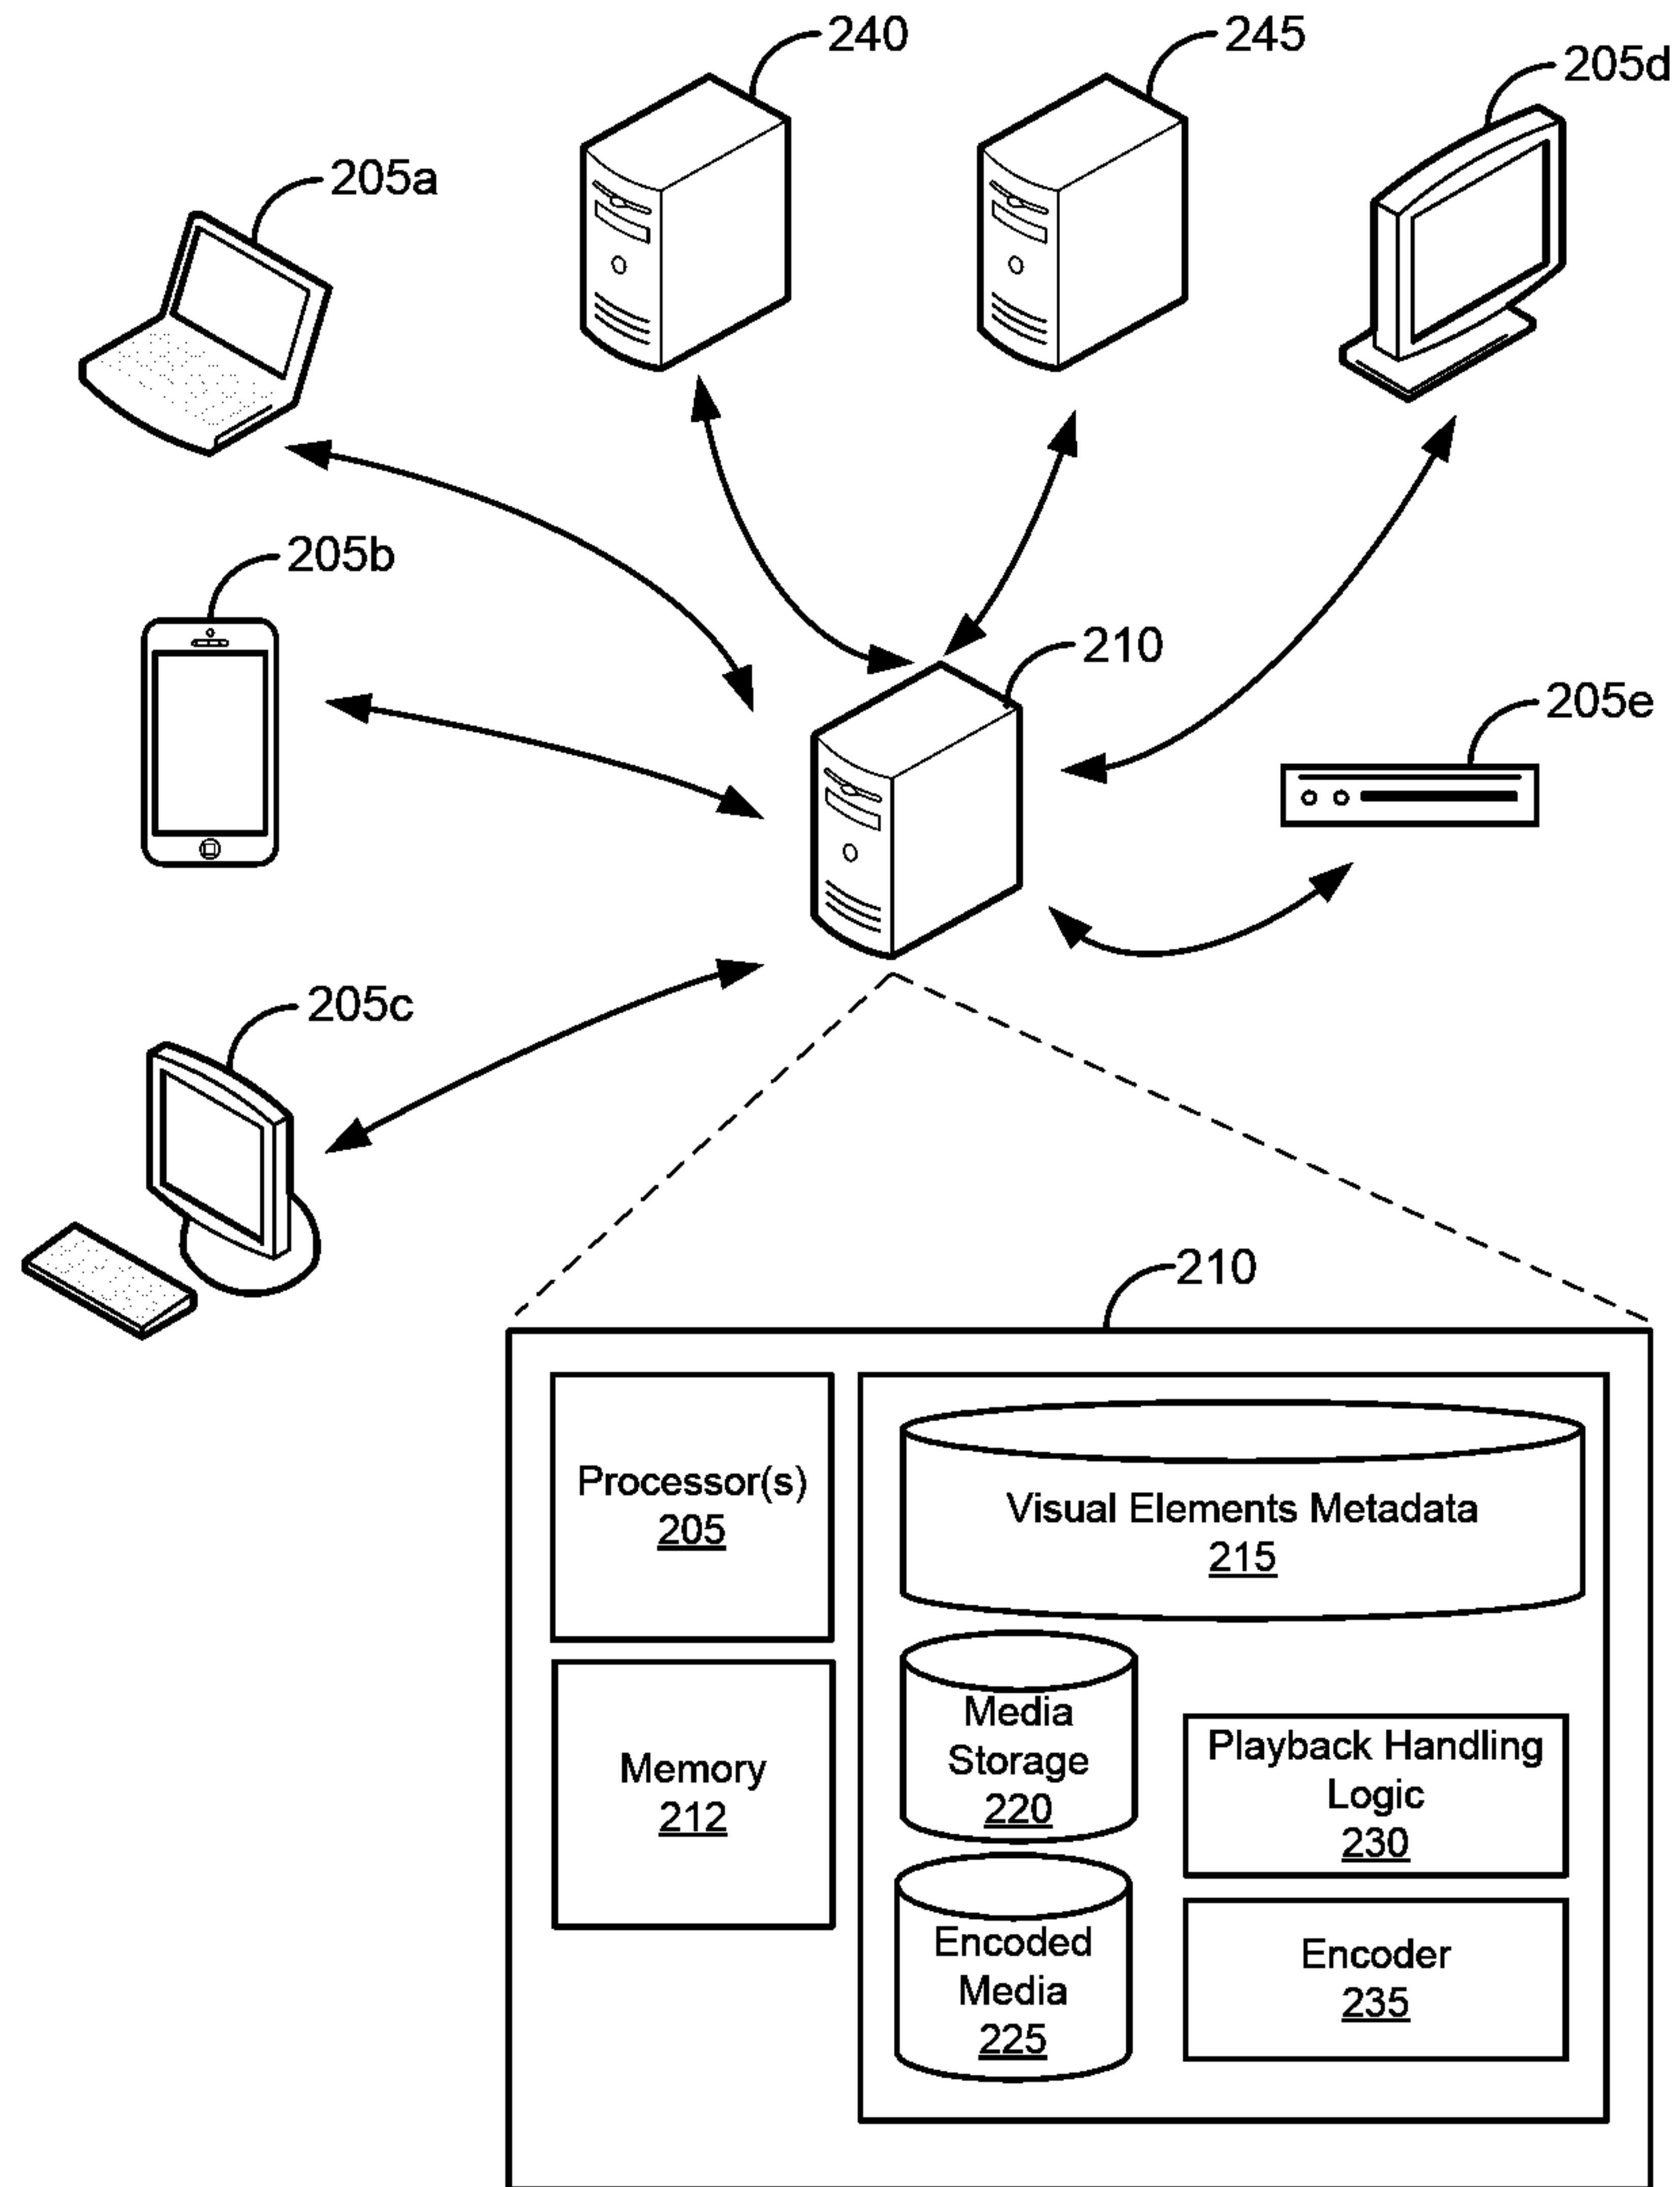 240
245
205d
205a
205b
210
205e
205c
210
Processor(s)
205
Visual Elements Metadata
215
Memory
212
Media
Storage
220
Playback Handling
Logic
230
Encoded
Media
225
Encoder
235